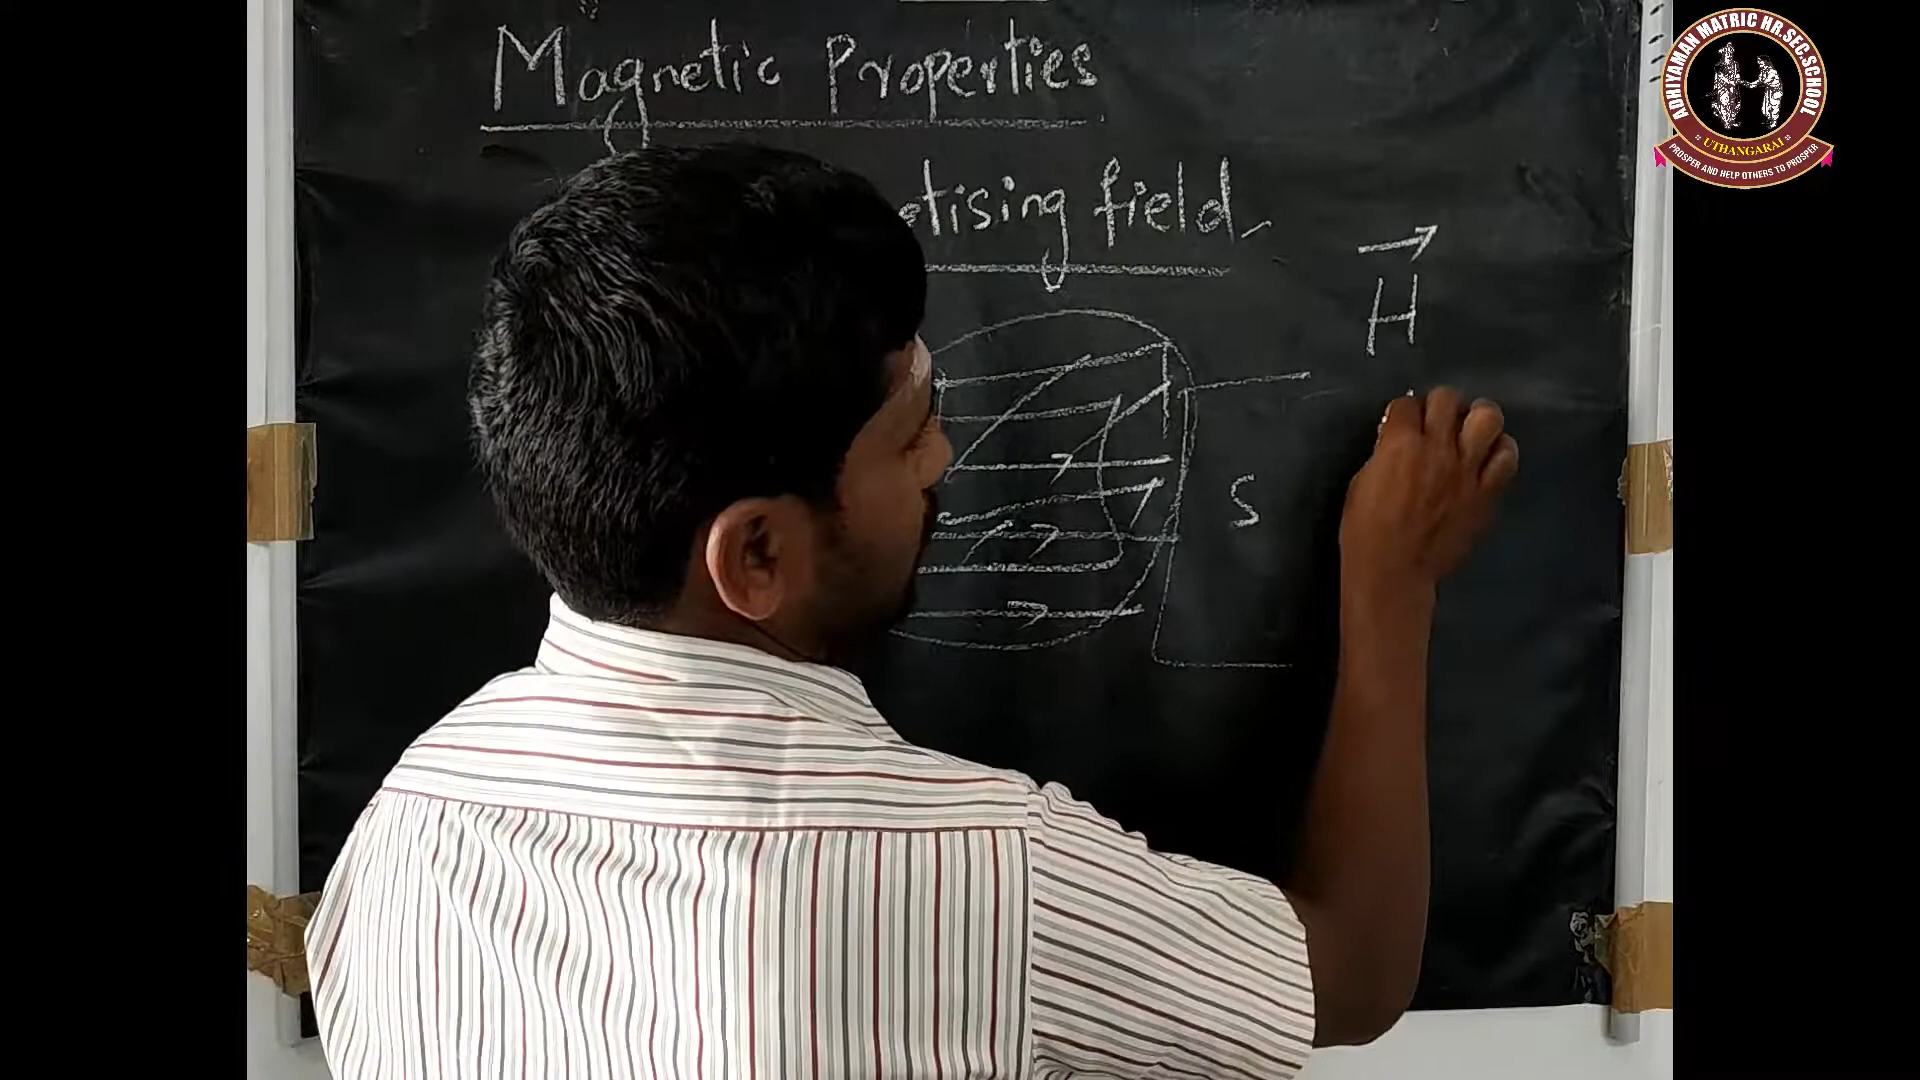 Magnetic Properties
etising field
H
S
ADHIYAMAN MATRIC HR.SEC.SCHOOL
:: UTHANGARAI ::
PROSPER AND HELP OTHERS TO PROSPER